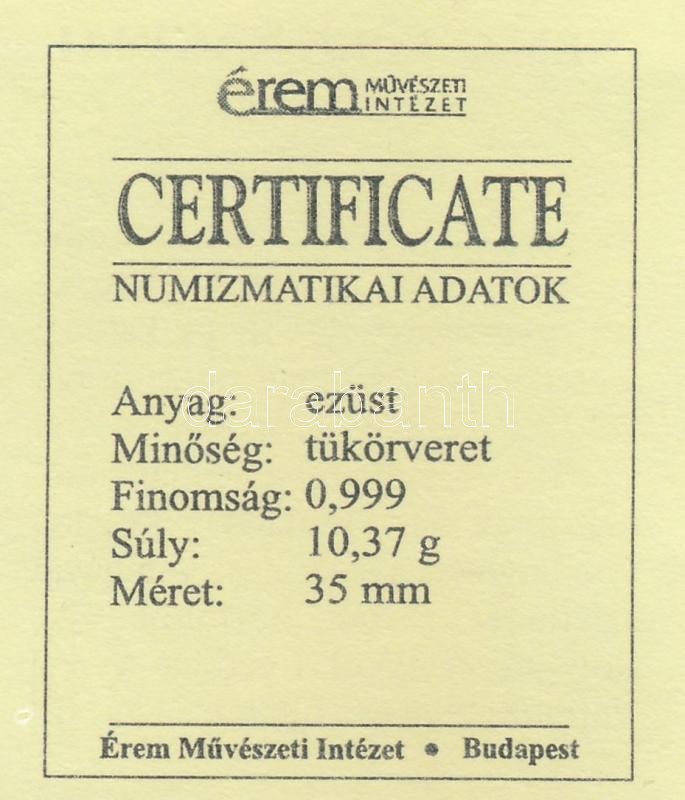 érem MŰVÉSZETI
INTÉZET
CERTIFICATE
NUMIZMATIKAI ADATOK
darabanth
Anyag: ezüst
Minőség: tükörveret
Finomság: 0,999
Súly: 10,37 g
Méret: 35 mm
Érem Művészeti Intézet • Budapest